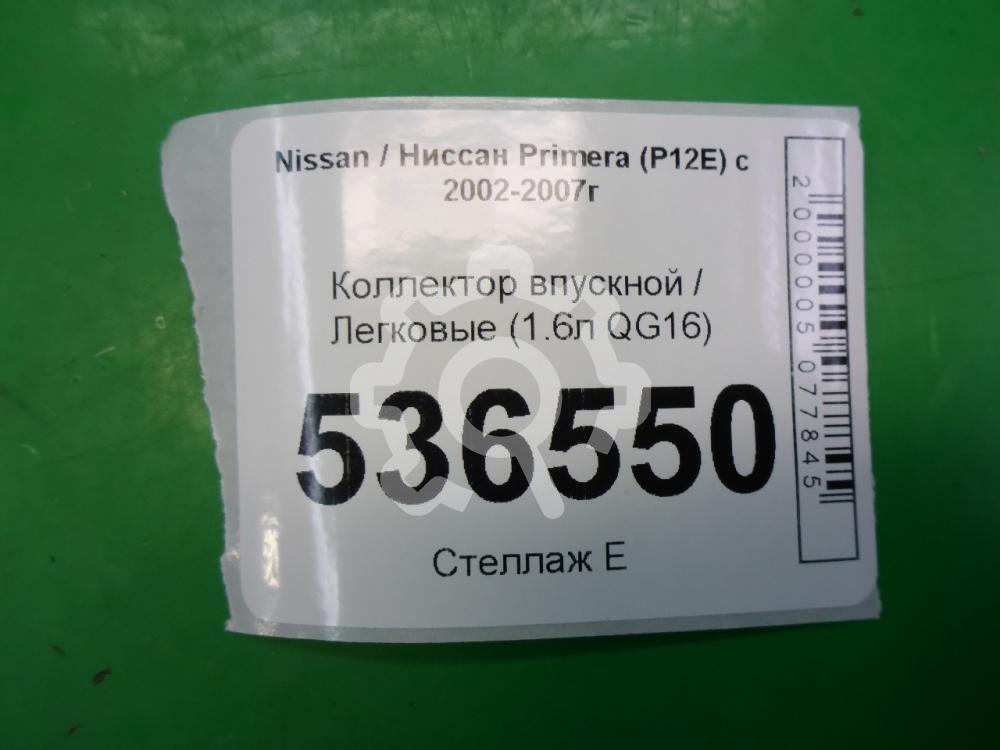 Nissan / Ниссан Primera (P12E) с
2002-2007г
Коллектор впускной /
Легковые (1.6л QG16)
536550
Стеллаж Е
2000005077845